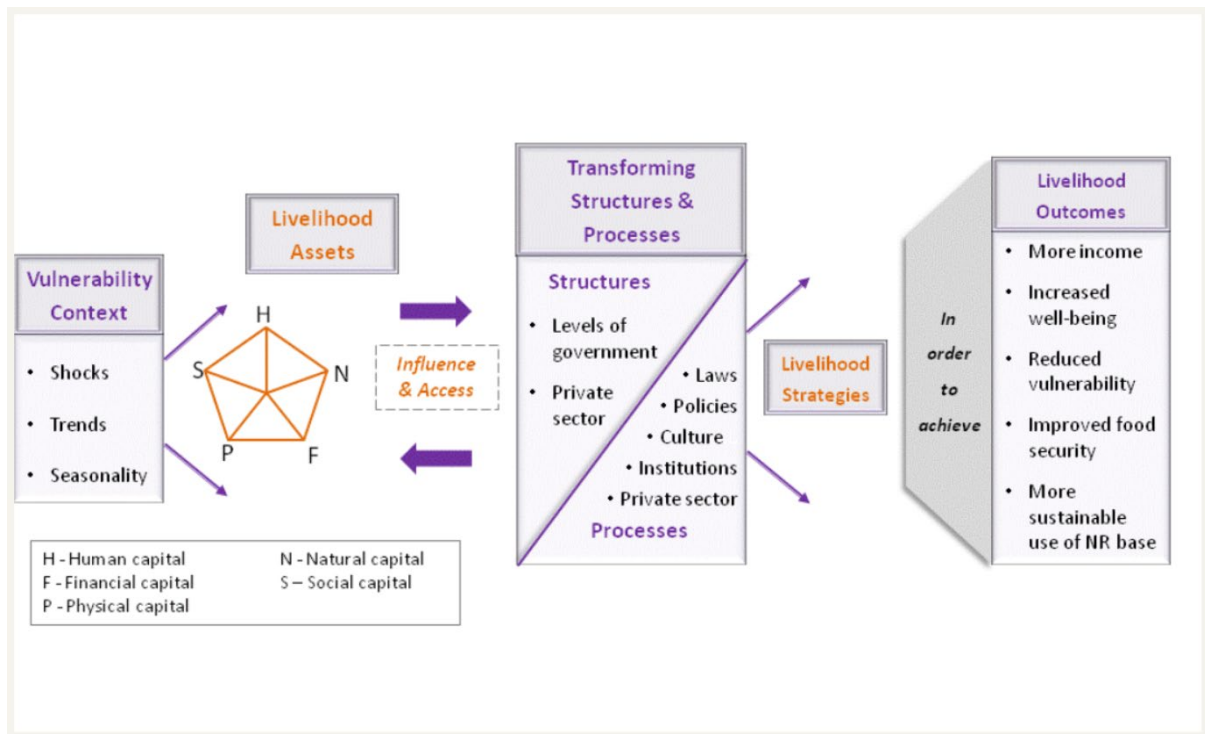 Vulnerability
Context
• Shocks
• Trends
• Seasonality
Livelihood
Assets
H
S
N
P
F
Influence
& Access
Transforming
Structures &
Processes
Structures
• Levels of
government
• Private
sector
• Laws
• Policies
• Culture
• Institutions
• Private sector
Processes
Livelihood
Strategies
In
order
to
achieve
Livelihood
Outcomes
• More income
• Increased
well-being
• Reduced
vulnerability
• Improved food
security
• More
sustainable
use of NR base
H - Human capital
F - Financial capital
P - Physical capital
N - Natural capital
S – Social capital